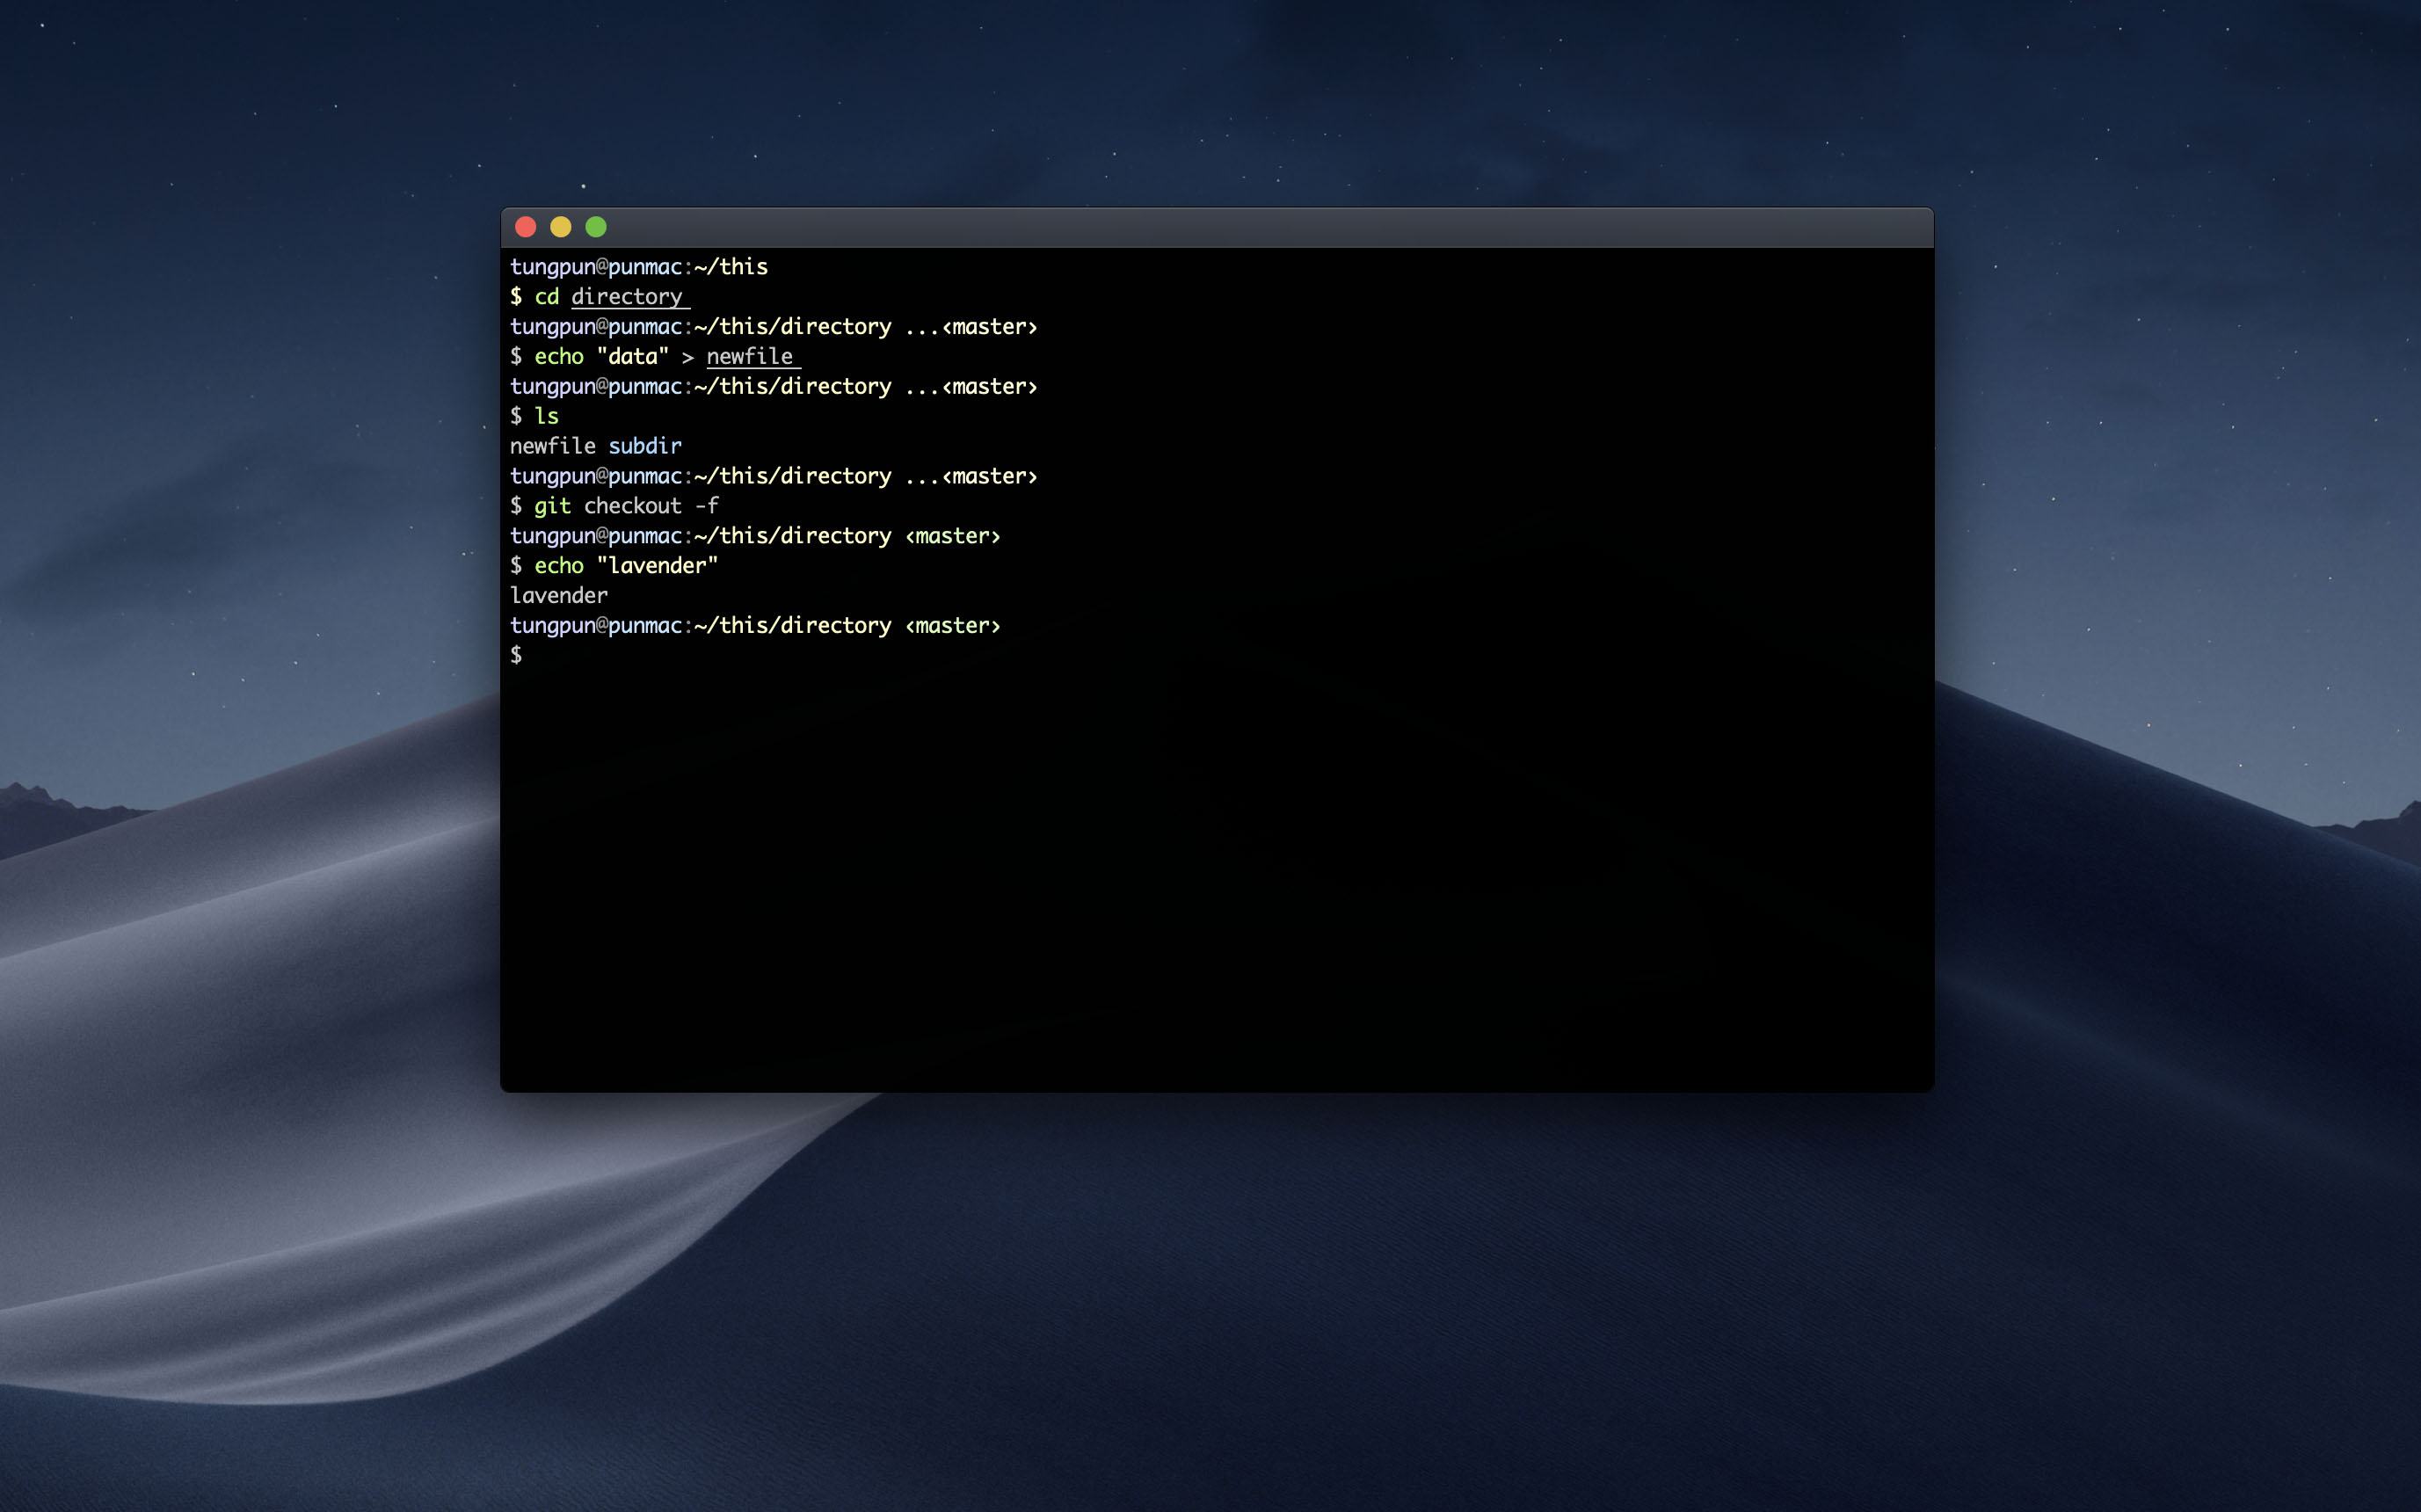 tungpun@punmac:~/this
$ cd directory
tungpun@punmac:~/this/directory ...‹master›
$ echo "data" > newfile
tungpun@punmac:~/this/directory ...‹master›
$ ls
newfile subdir
tungpun@punmac:~/this/directory ...‹master›
$ git checkout -f
tungpun@punmac:~/this/directory ‹master›
$ echo "lavender"
lavender
tungpun@punmac:~/this/directory ‹master›
$